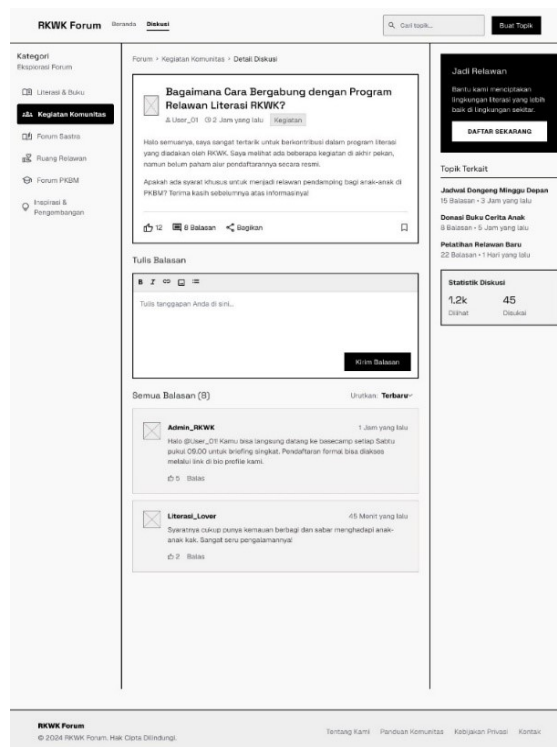 RKWK Forum
Beranda
Diskusi
Cari topik...
Buat Topik
Kategori
Eksplorasi Forum
Literasi & Buku
Kegiatan Komunitas
Forum Sastra
Ruang Relawan
Forum PKBM
Inspirasi &
Pengembangan
Forum > Kegiatan Komunitas > Detail Diskusi
Bagaimana Cara Bergabung dengan Program
Relawan Literasi RKWK?
User_01 2 Jam yang lalu Kegiatan
Halo semuanya, saya sangat tertarik untuk berkontribusi dalam program literasi
yang diadakan oleh RKWK. Saya melihat ada beberapa kegiatan di akhir pekan,
namun belum paham alur pendaftarannya secara resmi.
Apakah ada syarat khusus untuk menjadi relawan pendamping bagi anak-anak di
PKBM? Terima kasih sebelumnya atas informasinya!
12 8 Balasan Bagikan
Tulis Balasan
B I
Tulis tanggapan Anda di sini...
Kirim Balasan
Semua Balasan (8)
Urutkan: Terbaru
Admin_RKWK
1 Jam yang lalu
Halo @User_01! Kamu bisa langsung datang ke basecamp setiap Sabtu
pukul 09.00 untuk briefing singkat. Pendaftaran formal bisa diakses
melalui link di bio profile kami.
5 Balas
Literasi_Lover
45 Menit yang lalu
Syaratnya cukup punya kemauan berbagi dan sabar menghadapi anak-
anak kak. Sangat seru pengalamannya!
2 Balas
Jadi Relawan
Bantu kami menciptakan
lingkungan literasi yang lebih
baik di lingkungan sekitar.
DAFTAR SEKARANG
Topik Terkait
Jadwal Dongeng Minggu Depan
15 Balasan • 3 Jam yang lalu
Donasi Buku Cerita Anak
8 Balasan • 5 Jam yang lalu
Pelatihan Relawan Baru
22 Balasan • 1 Hari yang lalu
Statistik Diskusi
1.2k
45
Dilihat
Disukai
RKWK Forum
© 2024 RKWK Forum. Hak Cipta Dilindungi.
Tentang Kami
Panduan Komunitas
Kebijakan Privasi
Kontak